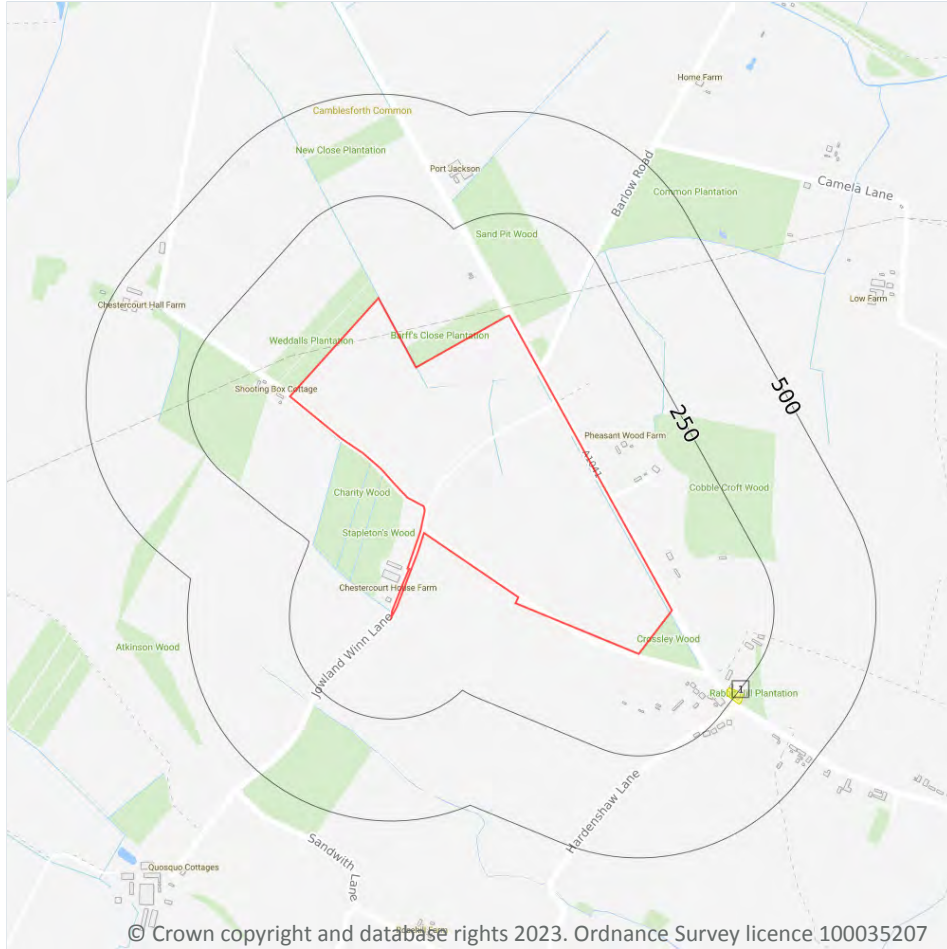 Home Farm
Camblesforth Common
New Close Plantation
Port Jackson
Barlow Road
Common Plantation
Camela Lane
Sand Pit Wood
Chestercourt Hall Farm
Low Farm
Weddalls Plantation
Barff's Close Plantation
Shooting Box Cottage
500
250
Pheasant Wood Farm
A1041
Cobble Croft Wood
Charity Wood
Stapleton's Wood
Chestercourt House Farm
Jowland Winn Lane
Crossley Wood
Atkinson Wood
1
Plantation
Hardenshaw Lane
Sandwith Lane
Quosquo Cottages
© Crown copyright and database rights 2023. Ordnance Survey licence 100035207